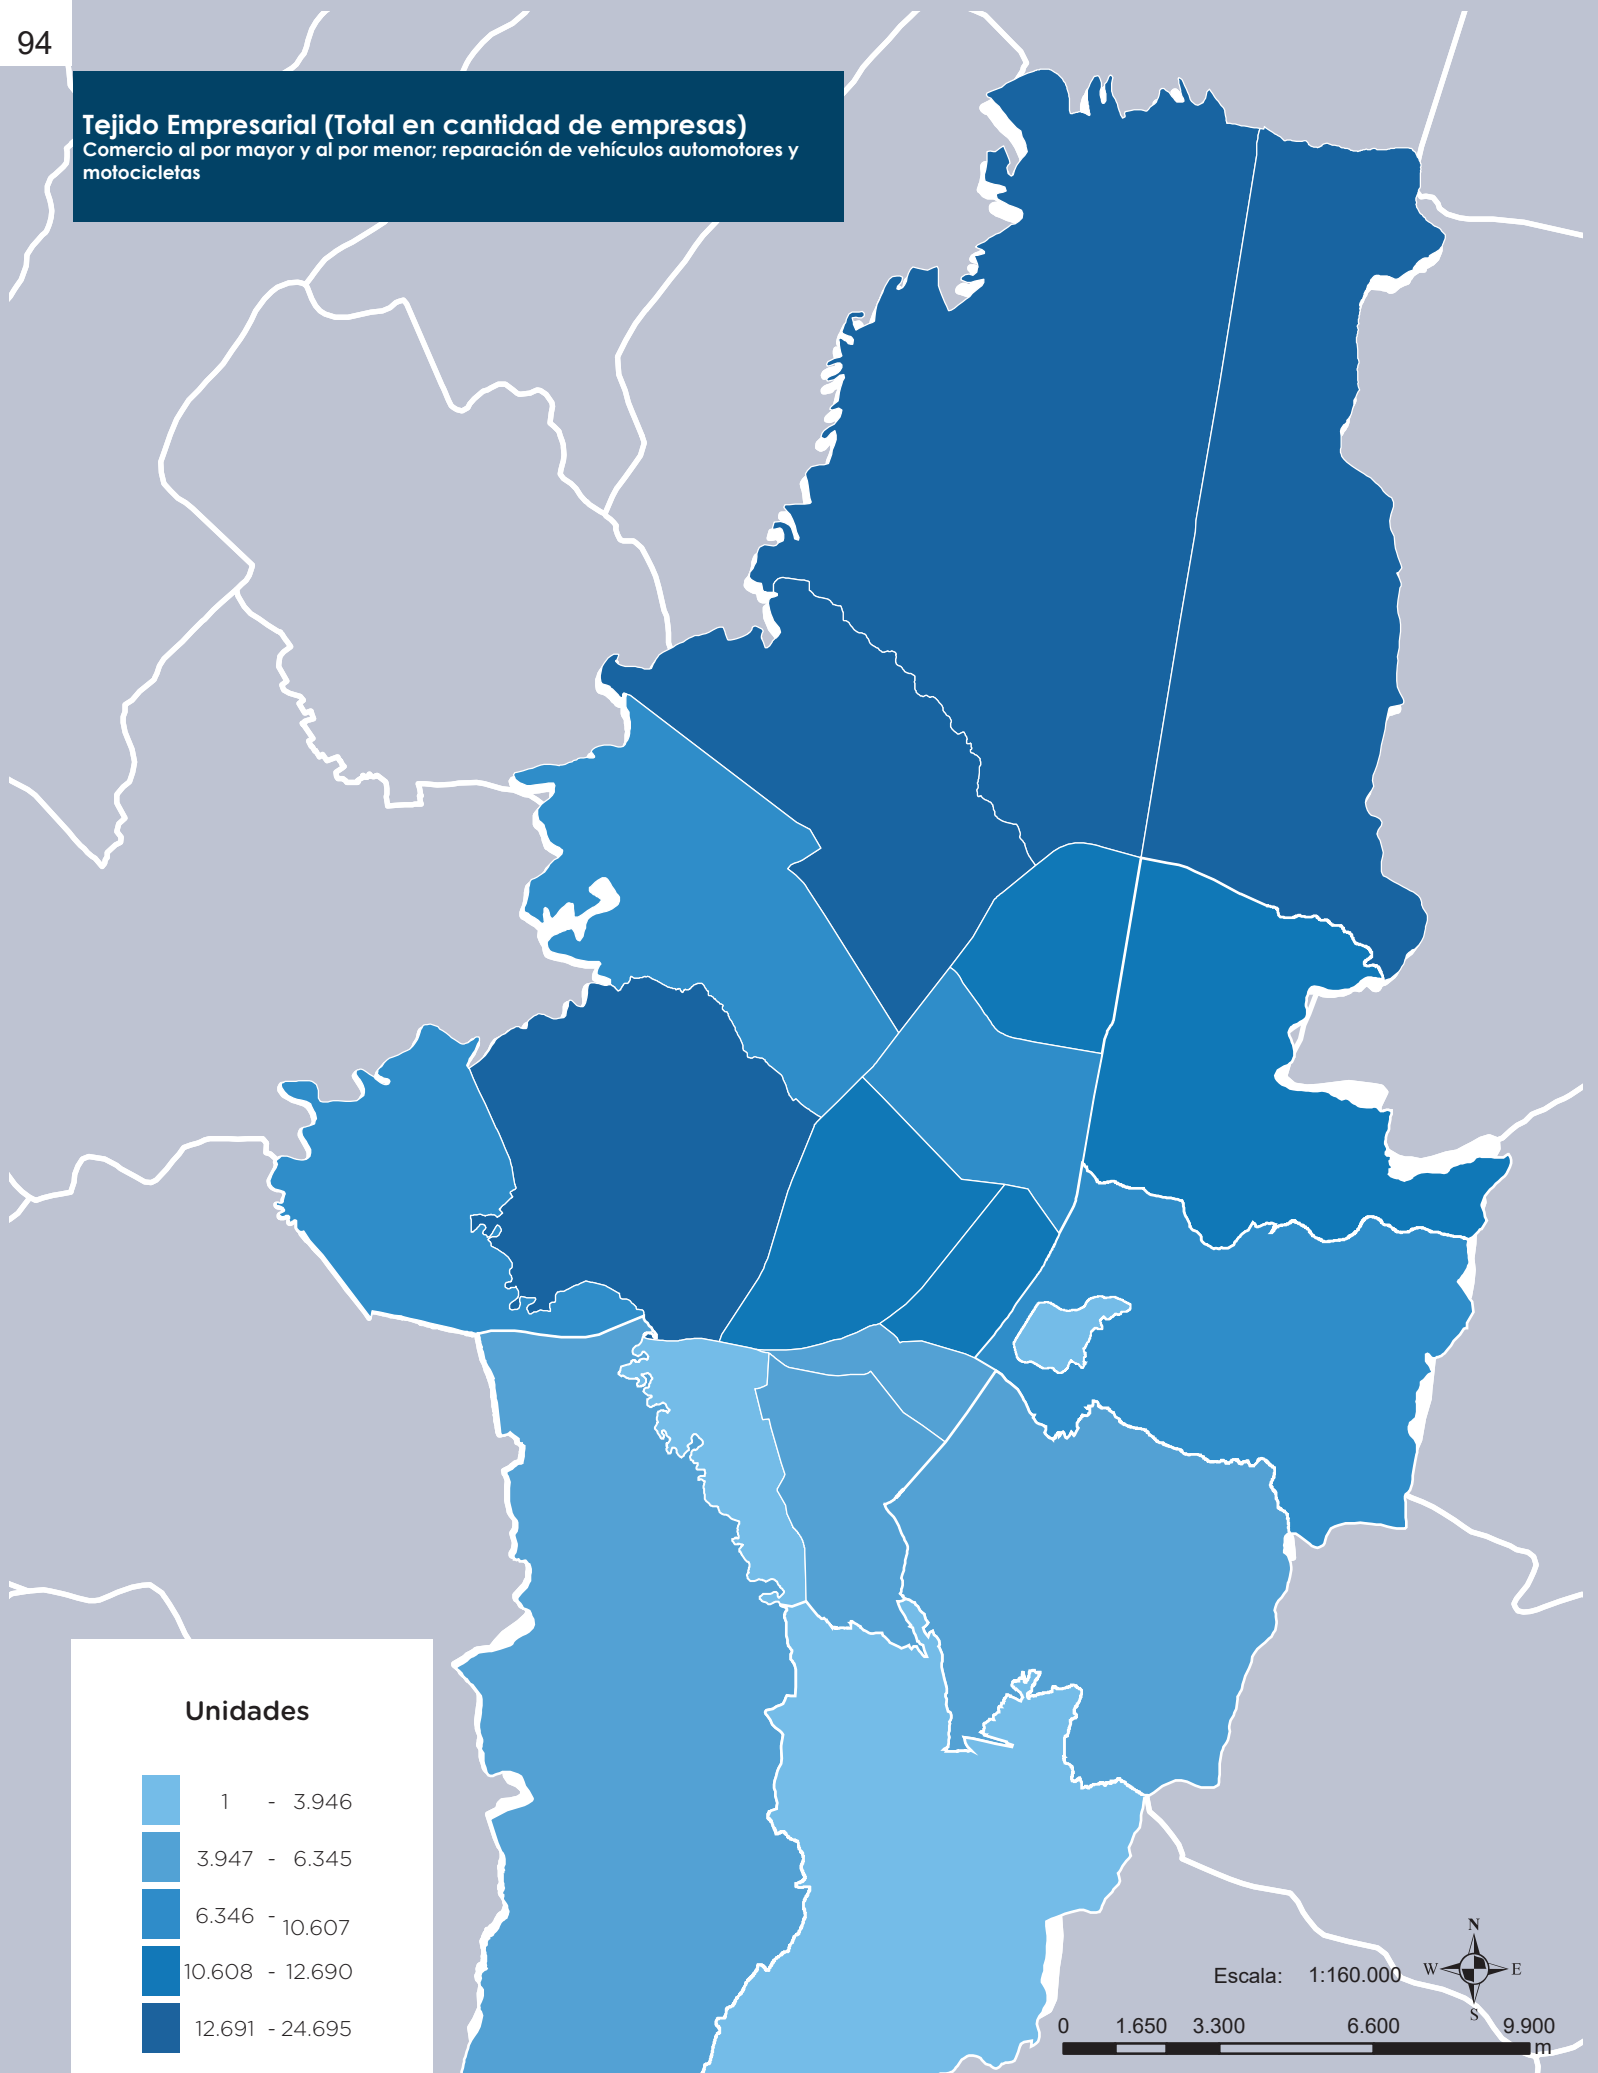 94
Tejido Empresarial (Total en cantidad de empresas)
Comercio al por mayor y al por menor; reparación de vehículos automotores y
motocicletas
Unidades
1 - 3.946
3.947 - 6.345
6.346 - 10.607
10.608 - 12.690
12.691 - 24.695
N
W E
S
Escala: 1:160.000
0 1.650 3.300 6.600 9.900
m